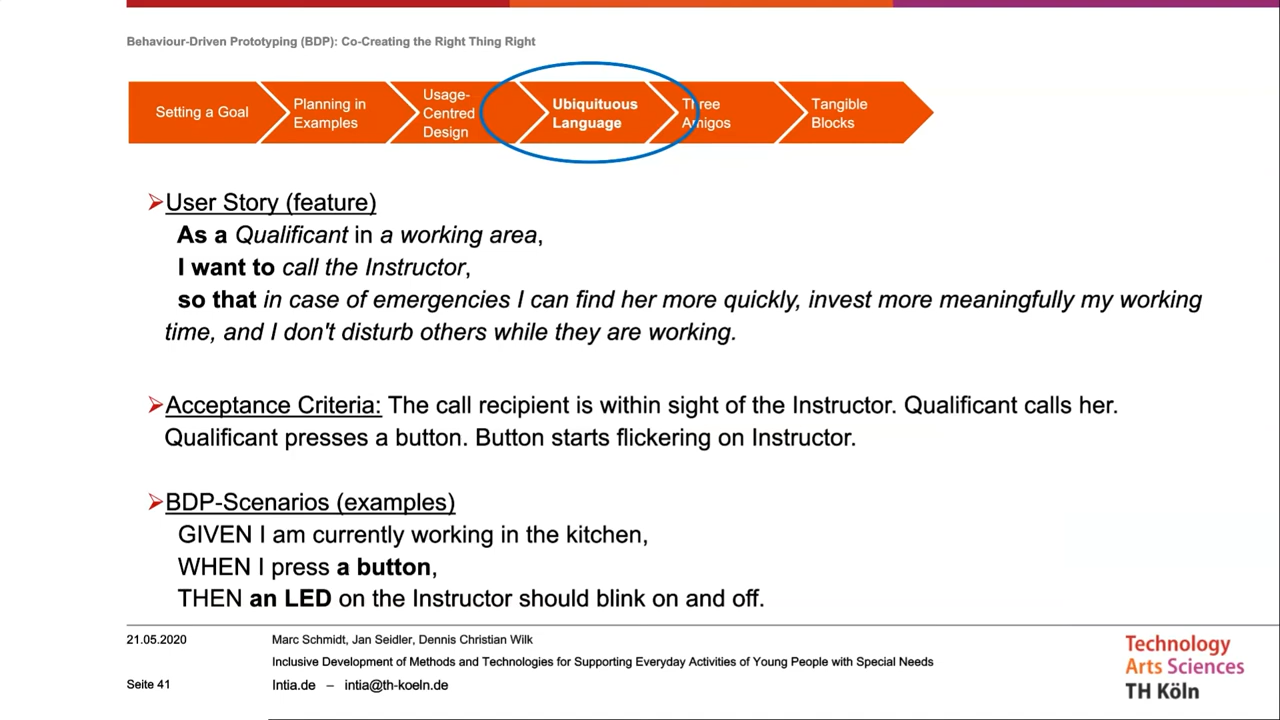 Behaviour-Driven Prototyping (BDP): Co-Creating the Right Thing Right
Setting a Goal
Planning in
Examples
Usage-
Centred
Design
Ubiquituous
Language
Three
Amigos
Tangible
Blocks
User Story (feature)
As a Qualificant in a working area,
I want to call the Instructor,
so that in case of emergencies I can find her more quickly, invest more meaningfully my working
time, and I don't disturb others while they are working.
Acceptance Criteria: The call recipient is within sight of the Instructor. Qualificant calls her.
Qualificant presses a button. Button starts flickering on Instructor.
BDP-Scenarios (examples)
GIVEN I am currently working in the kitchen,
WHEN I press a button,
THEN an LED on the Instructor should blink on and off.
21.05.2020
Marc Schmidt, Jan Seidler, Dennis Christian Wilk
Inclusive Development of Methods and Technologies for Supporting Everyday Activities of Young People with Special Needs
Seite 41
Intia.de – intia@th-koeln.de
Technology
Arts Sciences
TH Köln